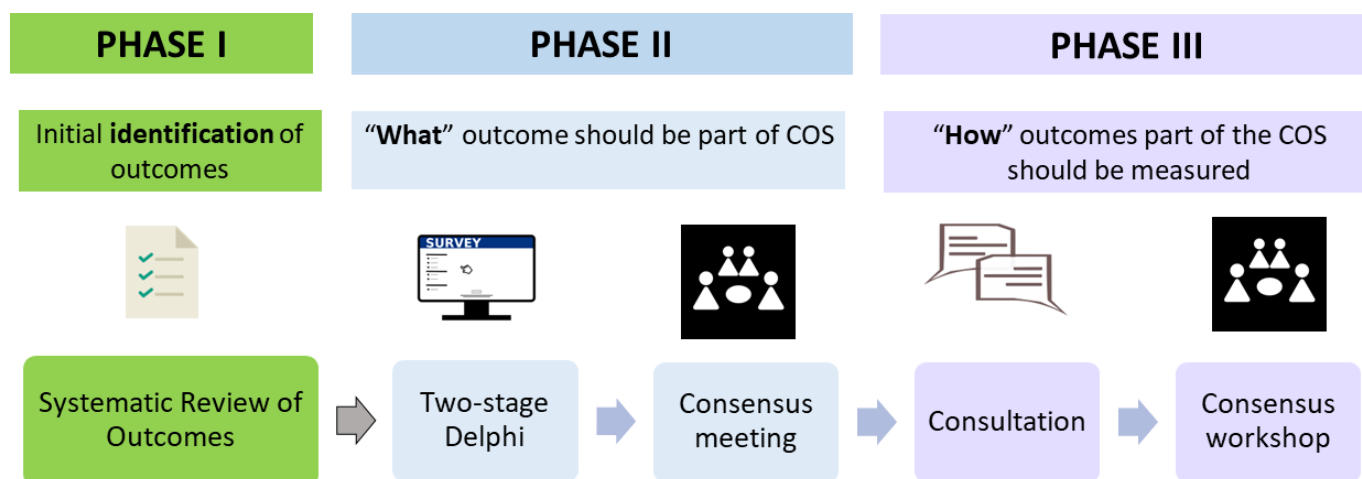 PHASE I
PHASE II
PHASE III
Initial identification of
outcomes
“What” outcome should be part of COS
“How” outcomes part of the COS
should be measured
SURVEY
Systematic Review of
Outcomes
Two-stage
Delphi
Consensus
meeting
Consultation
Consensus
workshop